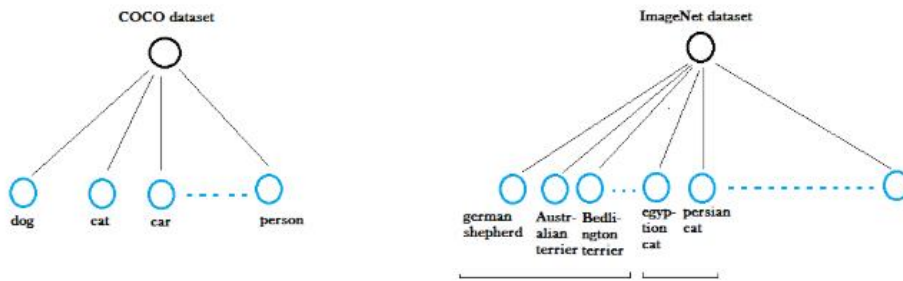 COCO dataset
ImageNet dataset
dog
cat
car
person
german
shepherd
Austr-
alian
terrier
Bedli-
ngton
terrier
egyp-
tion
cat
persian
cat